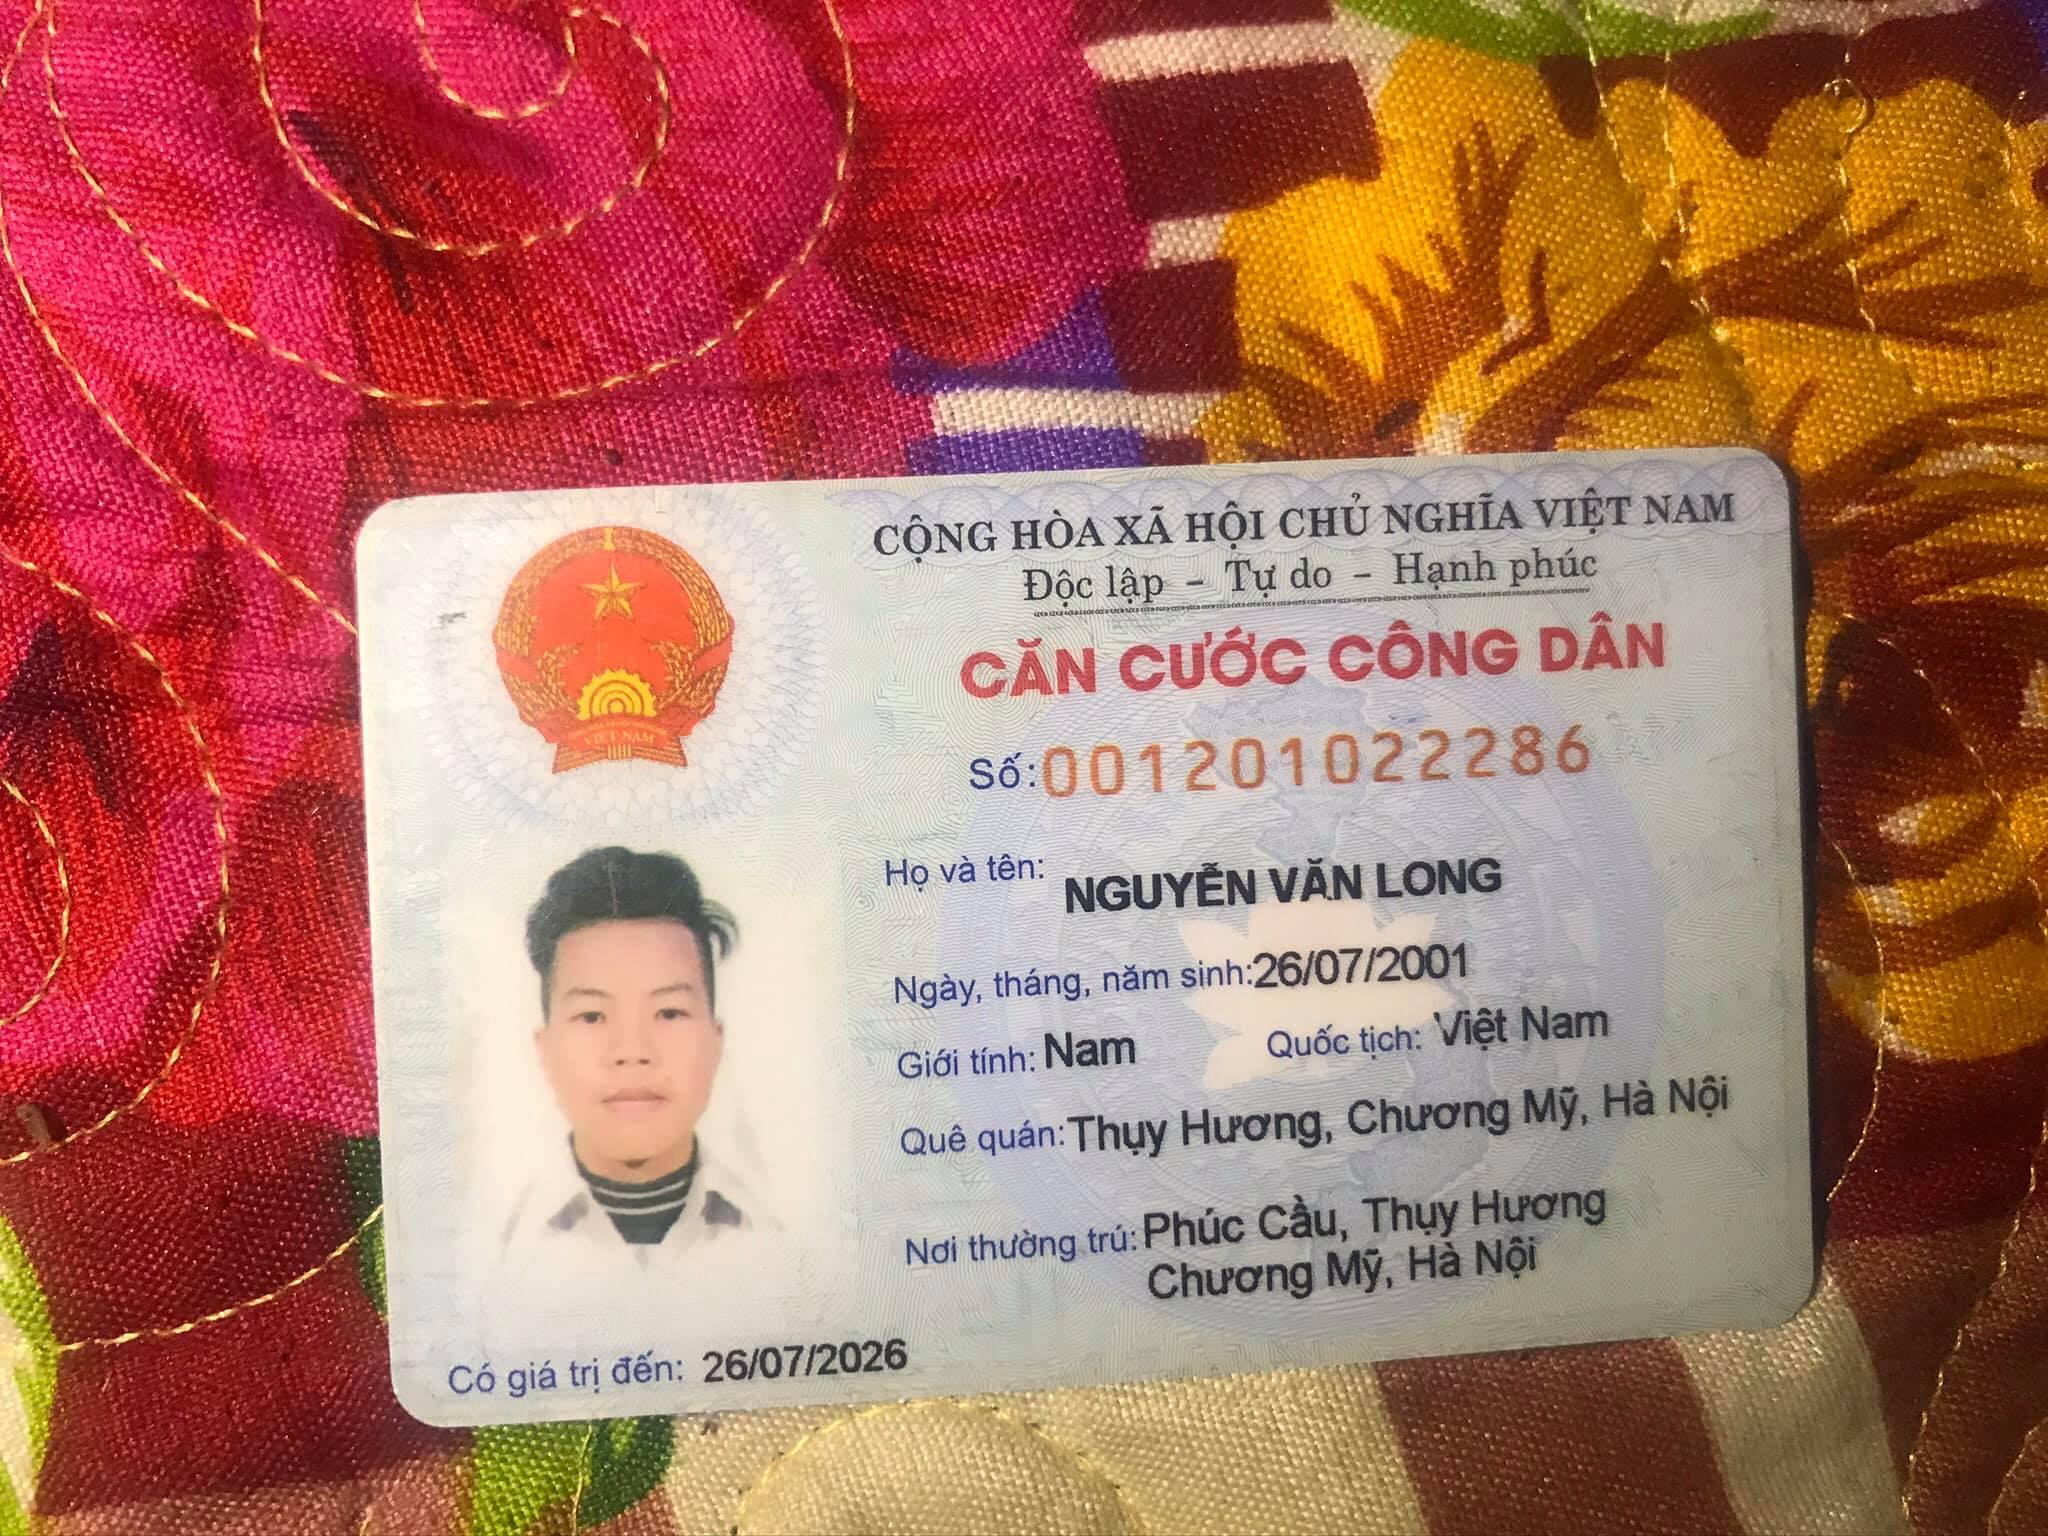 CỘNG HÒA XÃ HỘI CHỦ NGHĨA VIỆT NAM
Độc lập – Tự do – Hạnh phúc
CĂN CƯỚC CÔNG DÂN
Số: 001201022286
Họ và tên: NGUYỄN VĂN LONG
Ngày, tháng, năm sinh: 26/07/2001
Giới tính: Nam Quốc tịch: Việt Nam
Quê quán: Thụy Hương, Chương Mỹ, Hà Nội
Nơi thường trú: Phúc Cầu, Thụy Hương
Chương Mỹ, Hà Nội
Có giá trị đến: 26/07/2026
VIỆT NAM